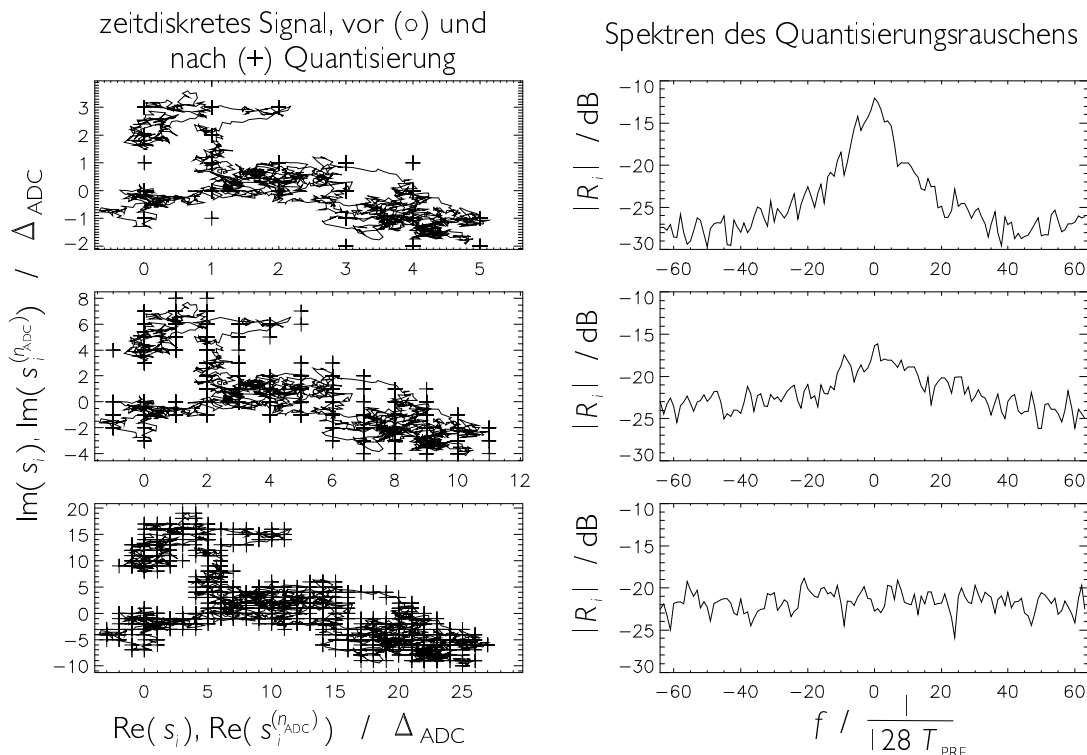 zeitdiskretes Signal, vor (○) und
nach (+) Quantisierung
Spektren des Quantisierungsrauschens
Im(s_i), Im(s_i^(n_ADC)) / Δ_ADC
3
2
1
0
−1
−2
0 1 2 3 4 5
|R_i| / dB
−10
−15
−20
−25
−30
−60 −40 −20 0 20 40 60
8
6
4
2
0
−2
−4
0 2 4 6 8 10 12
|R_i| / dB
−10
−15
−20
−25
−30
−60 −40 −20 0 20 40 60
20
15
10
5
0
−5
−10
0 5 10 15 20 25
|R_i| / dB
−10
−15
−20
−25
−30
−60 −40 −20 0 20 40 60
Re(s_i), Re(s_i^(n_ADC)) / Δ_ADC
f / 1
128 T_PRF